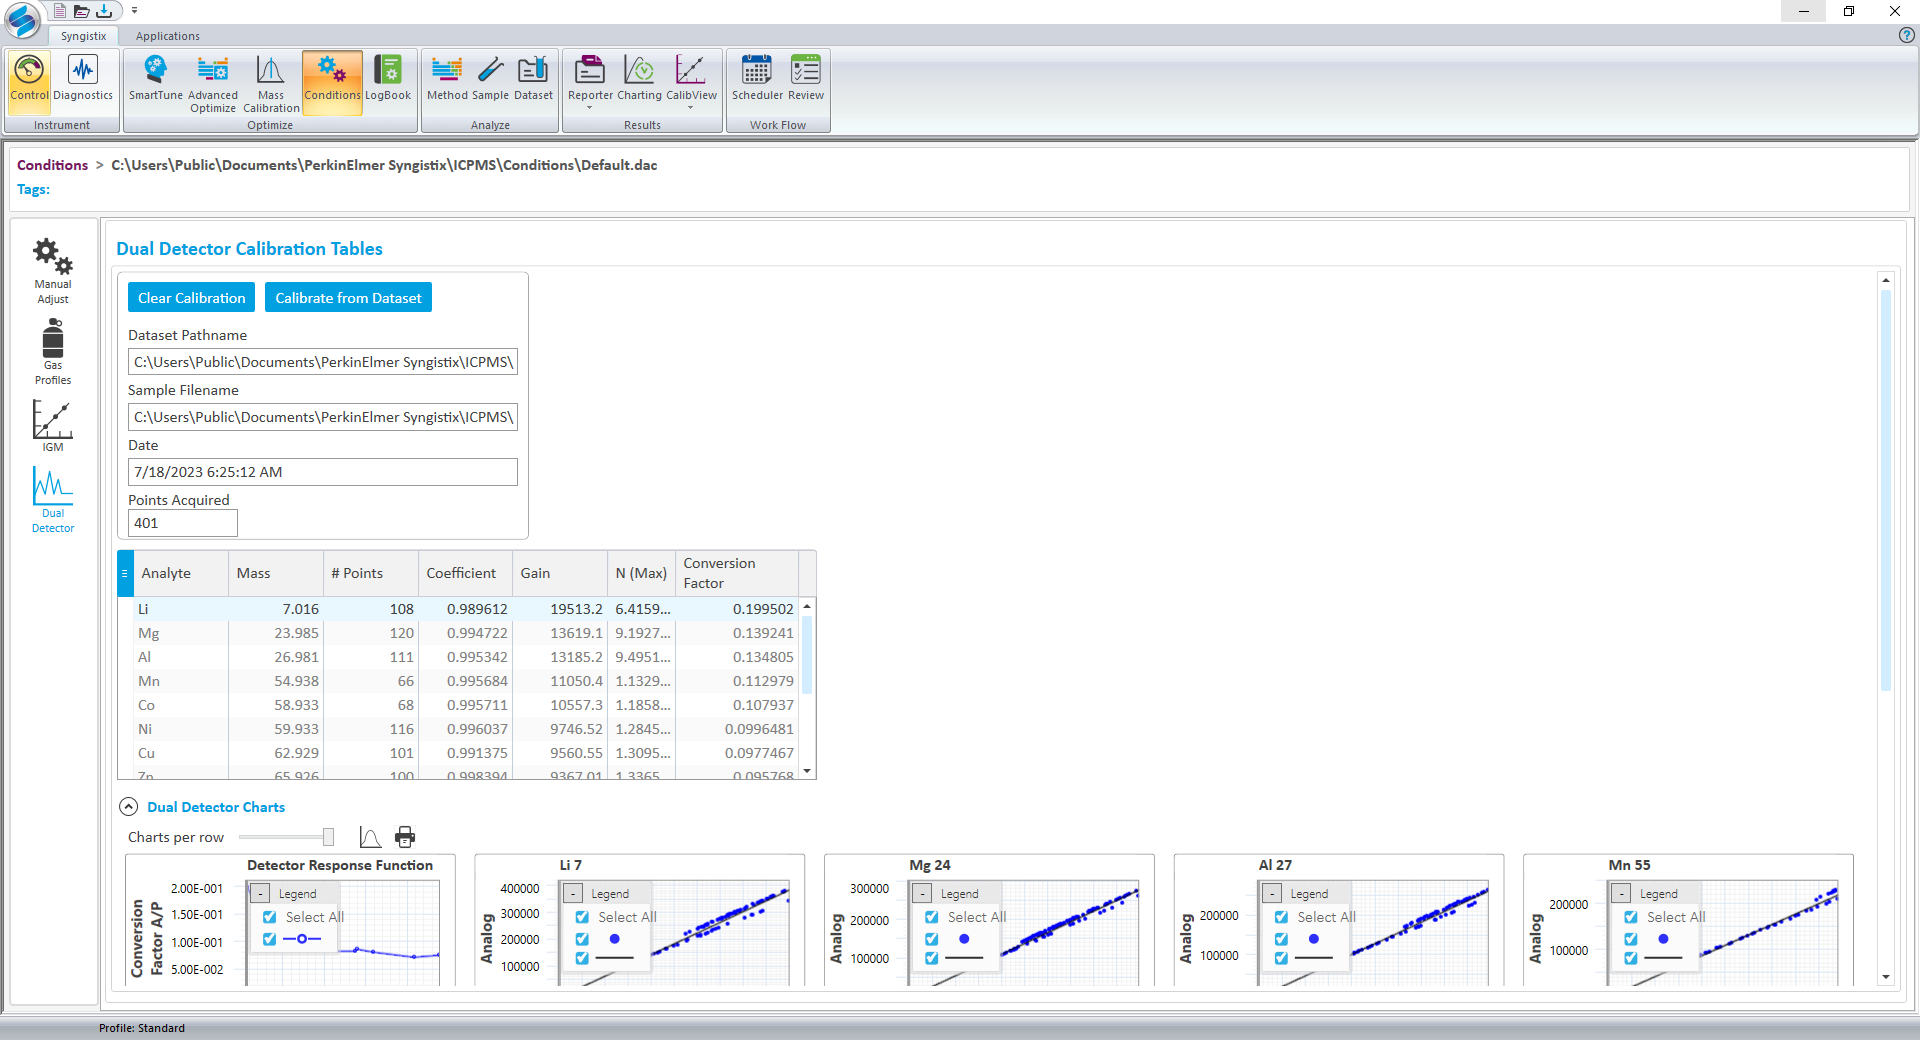 Syngistix
Applications
Control
Diagnostics
SmartTune
Advanced
Optimize
Mass
Calibration
Conditions
LogBook
Method
Sample
Dataset
Reporter
Charting
CalibView
Scheduler
Review
Instrument
Optimize
Analyze
Results
Work Flow
Conditions > C:\Users\Public\Documents\PerkinElmer Syngistix\ICPMS\Conditions\Default.dac
Tags:
Manual
Adjust
Gas
Profiles
IGM
Dual
Detector
Dual Detector Calibration Tables
Clear Calibration
Calibrate from Dataset
Dataset Pathname
C:\Users\Public\Documents\PerkinElmer Syngistix\ICPMS\
Sample Filename
C:\Users\Public\Documents\PerkinElmer Syngistix\ICPMS\
Date
7/18/2023 6:25:12 AM
Points Acquired
401
Analyte Mass # Points Coefficient Gain N (Max) Conversion Factor
Li 7.016 108 0.989612 19513.2 6.4159... 0.199502
Mg 23.985 120 0.994722 13619.1 9.1927... 0.139241
Al 26.981 111 0.995342 13185.2 9.4951... 0.134805
Mn 54.938 66 0.995684 11050.4 1.1329... 0.112979
Co 58.933 68 0.995711 10557.3 1.1858... 0.107937
Ni 59.933 116 0.996037 9746.52 1.2845... 0.0996481
Cu 62.929 101 0.991375 9560.55 1.3095... 0.0977467
Zn 65.926 100 0.998394 9367.01 1.3365... 0.095768
Dual Detector Charts
Charts per row
Detector Response Function
Conversion
Factor A/P
2.00E-001
1.50E-001
1.00E-001
5.00E-002
- Legend
Select All
Li 7
Analog
400000
300000
200000
100000
- Legend
Select All
Mg 24
Analog
300000
200000
100000
- Legend
Select All
Al 27
Analog
200000
100000
- Legend
Select All
Mn 55
Analog
200000
100000
- Legend
Select All
Profile: Standard